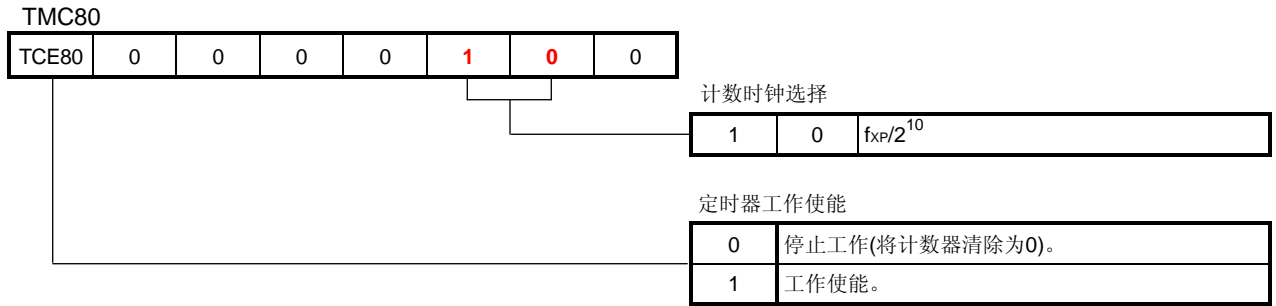 TMC80
TCE80 0 0 0 0 1 0 0
计数时钟选择
1 0 fXP/2^10
定时器工作使能
0 停止工作(将计数器清除为0)。
1 工作使能。